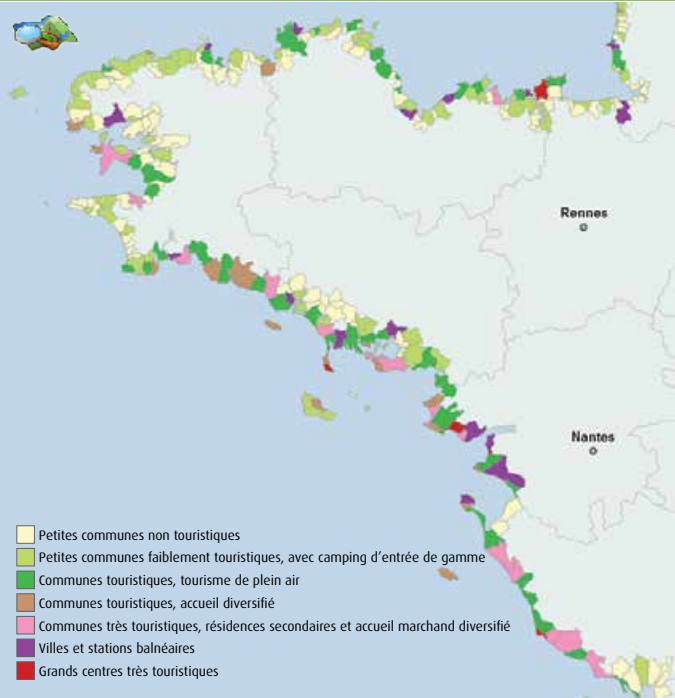 Rennes
Nantes
Petites communes non touristiques
Petites communes faiblement touristiques, avec camping d'entrée de gamme
Communes touristiques, tourisme de plein air
Communes touristiques, accueil diversifié
Communes très touristiques, résidences secondaires et accueil marchand diversifié
Villes et stations balnéaires
Grands centres très touristiques